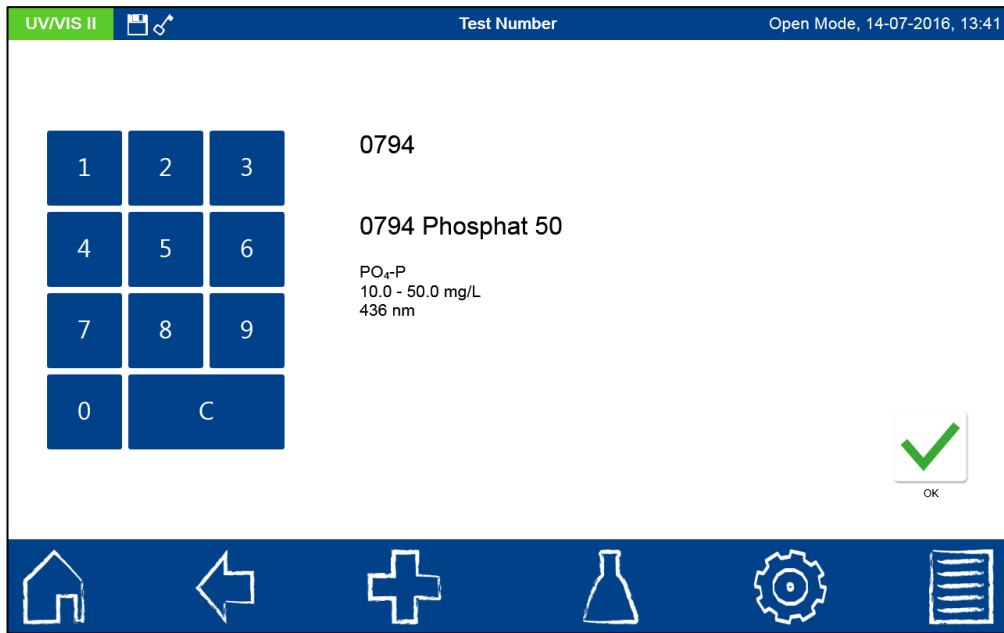 UV/VIS II
Test Number
Open Mode, 14-07-2016, 13:41
1 2 3
4 5 6
7 8 9
0 C
0794
0794 Phosphat 50
PO₄-P
10.0 - 50.0 mg/L
436 nm
OK